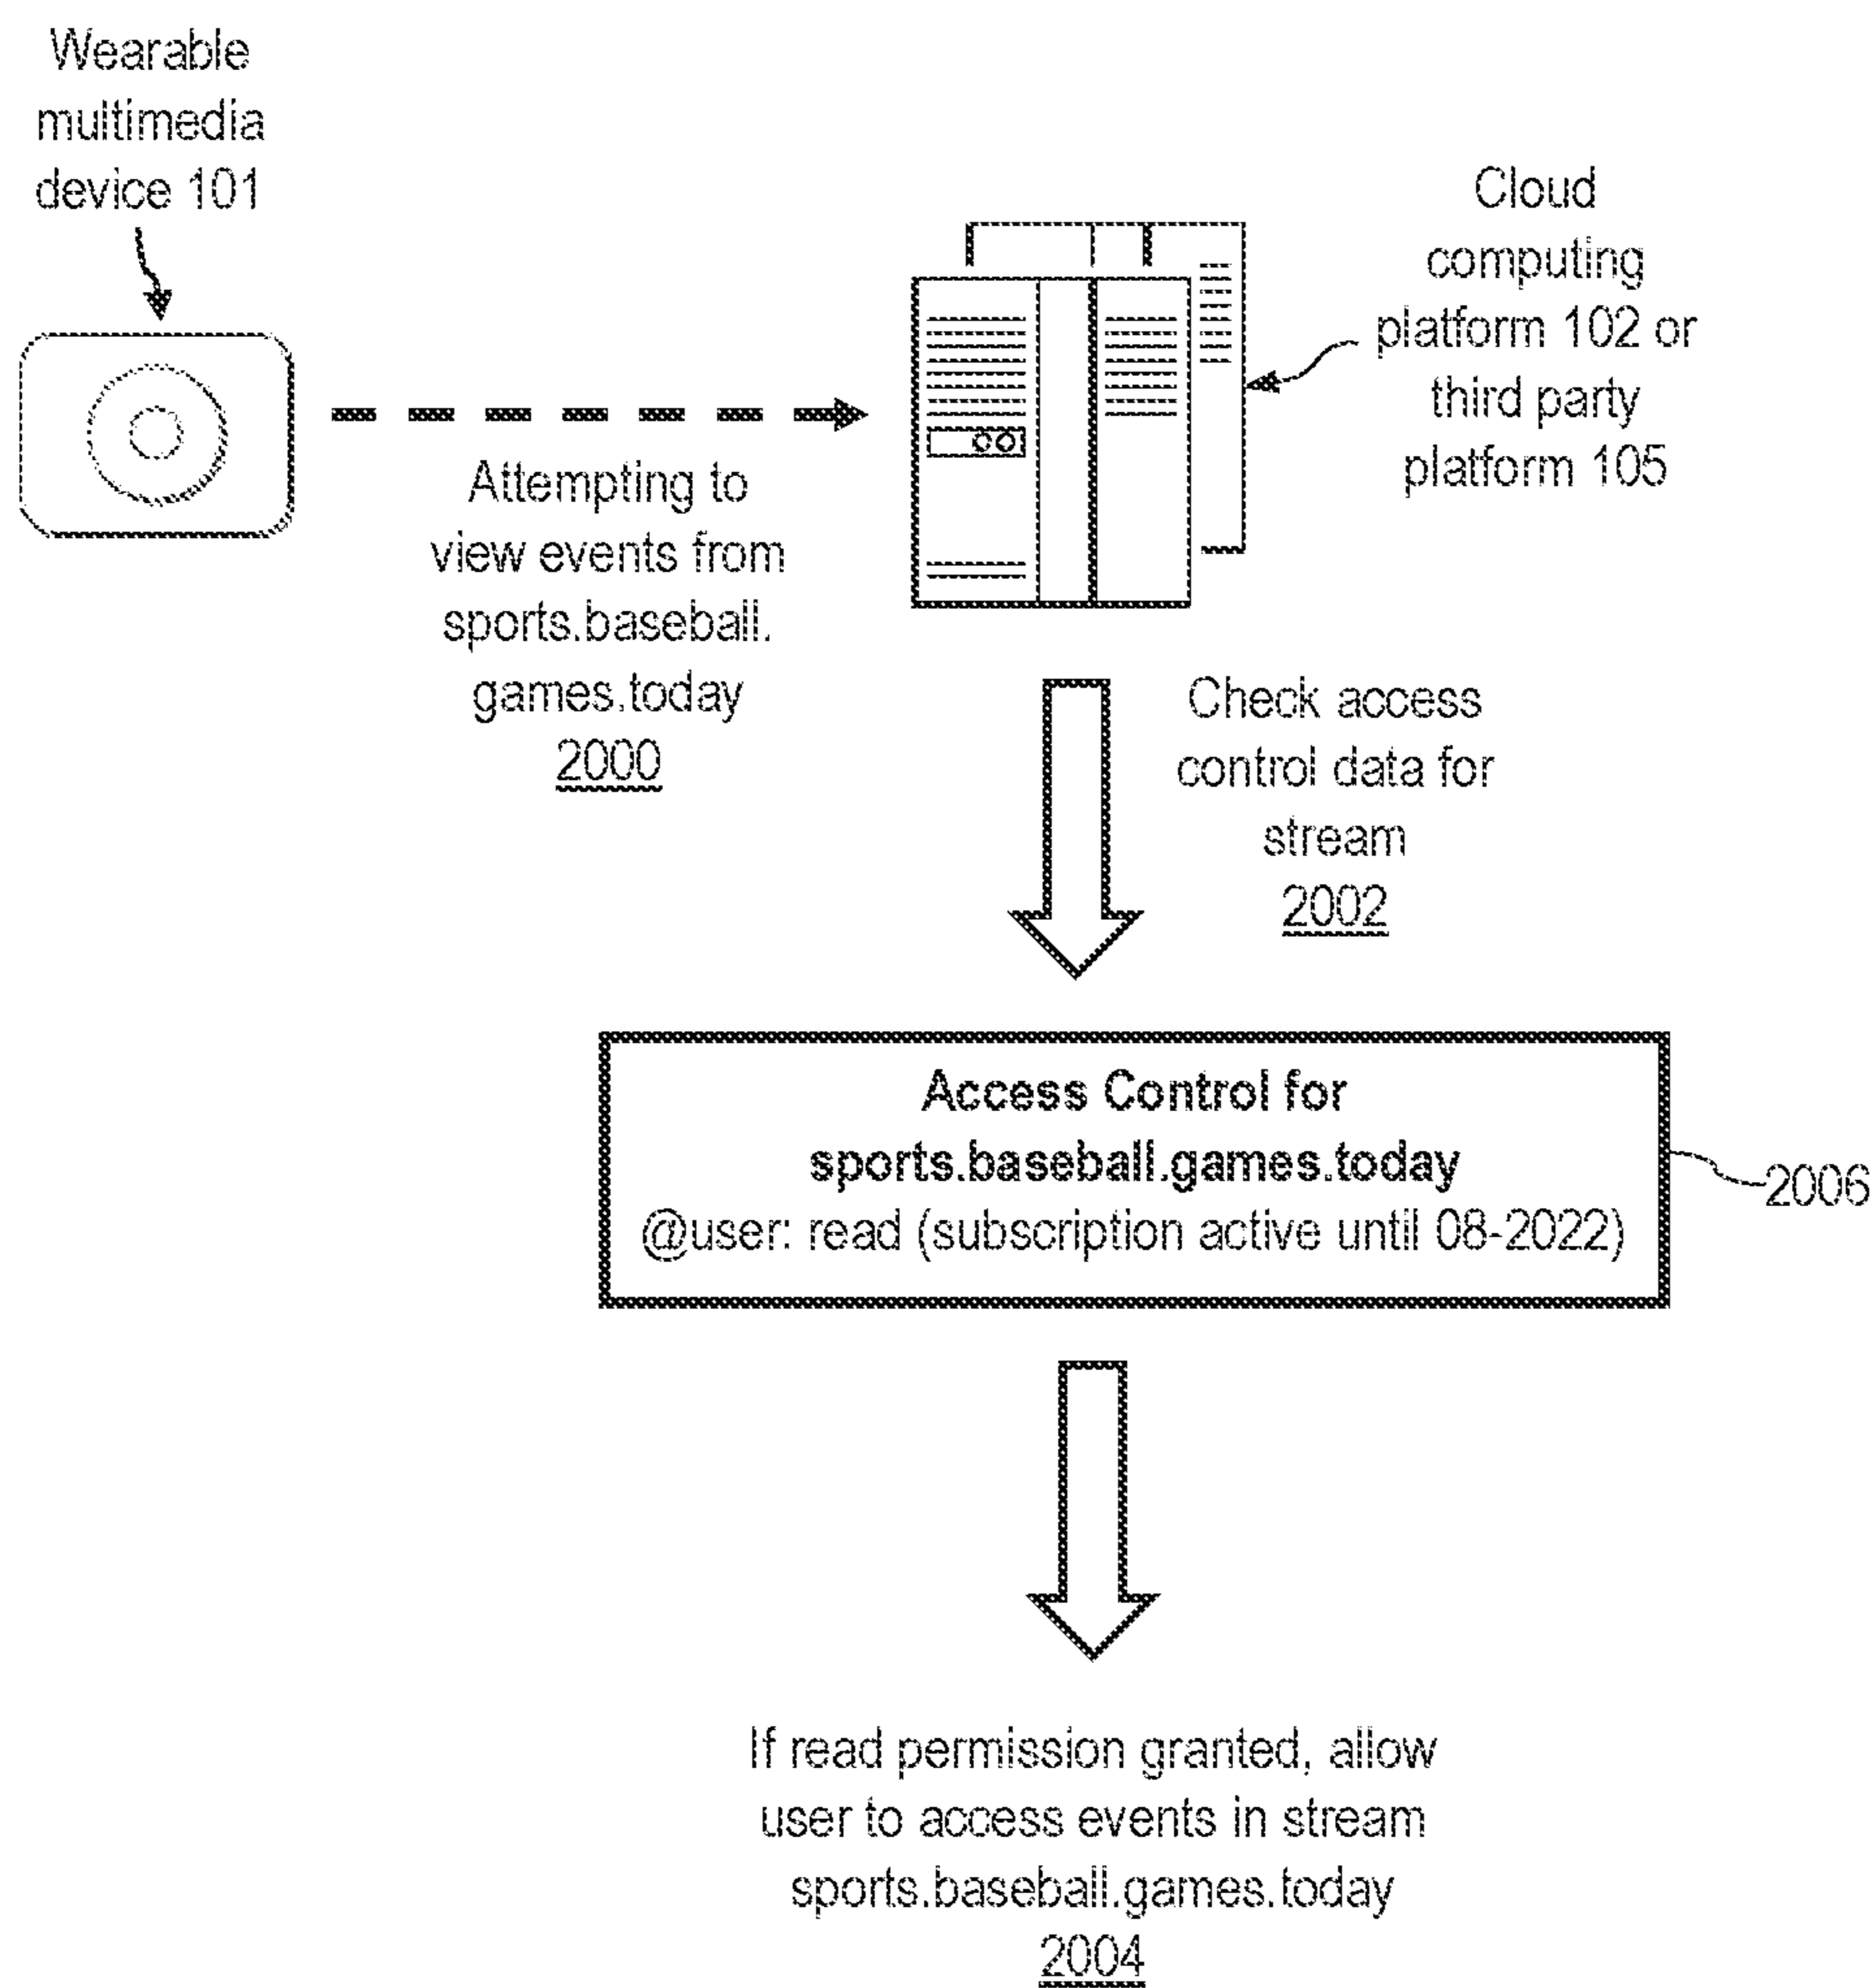 Wearable
multimedia
device 101
Cloud
computing
platform 102 or
third party
platform 105
Attempting to
view events from
sports.baseball.
games.today
2000
Check access
control data for
stream
2002
Access Control for
sports.baseball.games.today
@user: read (subscription active until 08-2022)
2006
If read permission granted, allow
user to access events in stream
sports.baseball.games.today
2004